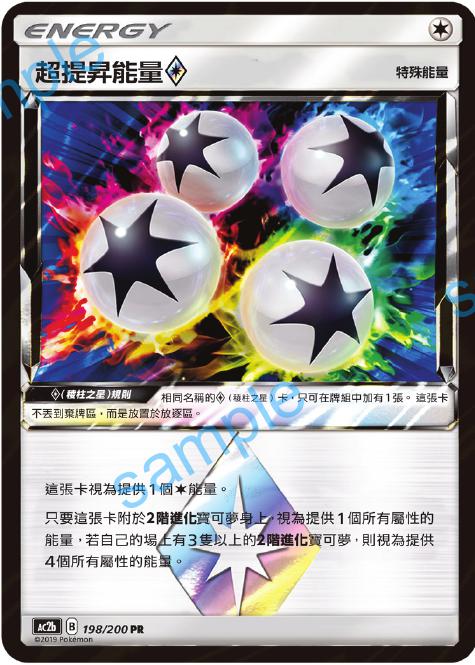 ENERGY
超提昇能量
特殊能量
(稜柱之星)規則
相同名稱的 (稜柱之星) 卡，只可在牌組中加有1張。這張卡
不丟到棄牌區，而是放置於放逐區。
這張卡視為提供1個 能量。
只要這張卡附於2階進化寶可夢身上，視為提供1個所有屬性的
能量，若自己的場上有3隻以上的2階進化寶可夢，則視為提供
4個所有屬性的能量。
AC2b B 198/200 PR
©2019 Pokémon
sample
sample